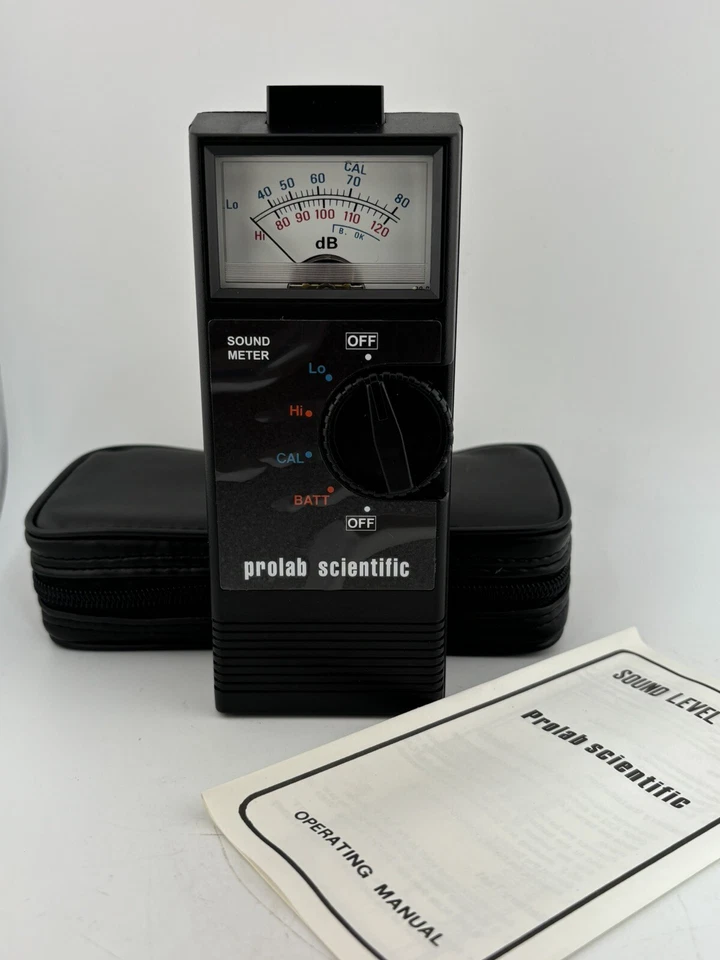 CAL
Lo 40 50 60 70 80
Hi 80 90 100 110 120
B. OK
dB
SOUND
METER
OFF
Lo
Hi
CAL
BATT
OFF
prolab scientific
SOUND LEVEL
Prolab scientific
OPERATING MANUAL